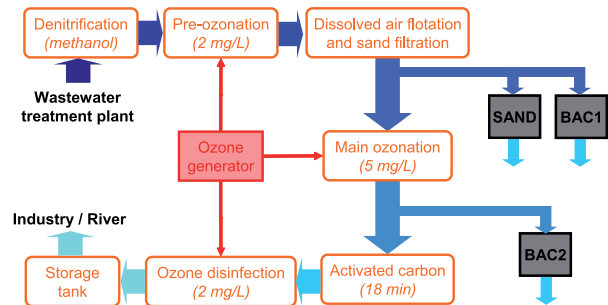 Denitrification
(methanol)
Pre-ozonation
(2 mg/L)
Dissolved air flotation
and sand filtration
Wastewater
treatment plant
SAND
BAC1
Ozone
generator
Main ozonation
(5 mg/L)
Industry / River
BAC2
Storage
tank
Ozone disinfection
(2 mg/L)
Activated carbon
(18 min)